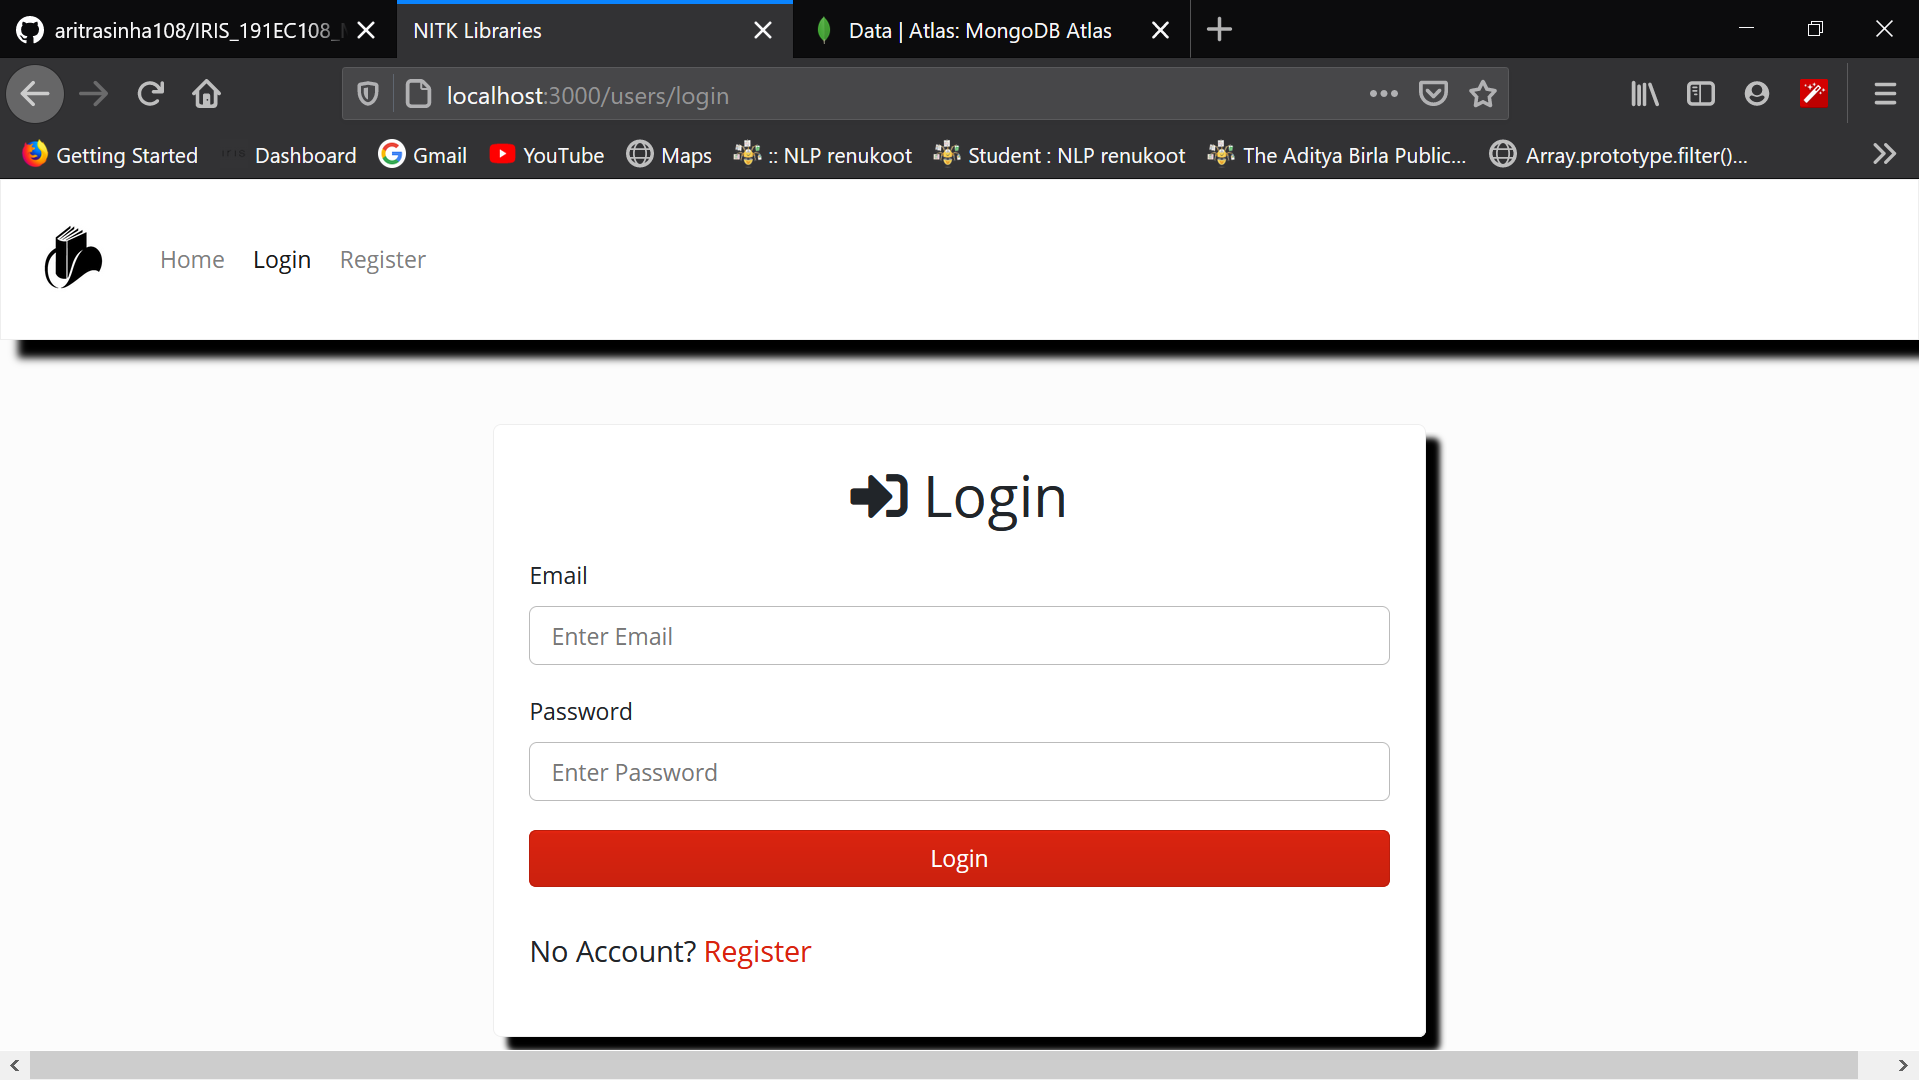 aritrasinha108/IRIS_191EC108_
NITK Libraries
Data | Atlas: MongoDB Atlas
localhost:3000/users/login
Getting Started
Dashboard
Gmail
YouTube
Maps
:: NLP renukoot
Student : NLP renukoot
The Aditya Birla Public...
Array.prototype.filter()...
Home
Login
Register
Login
Email
Enter Email
Password
Enter Password
Login
No Account? Register